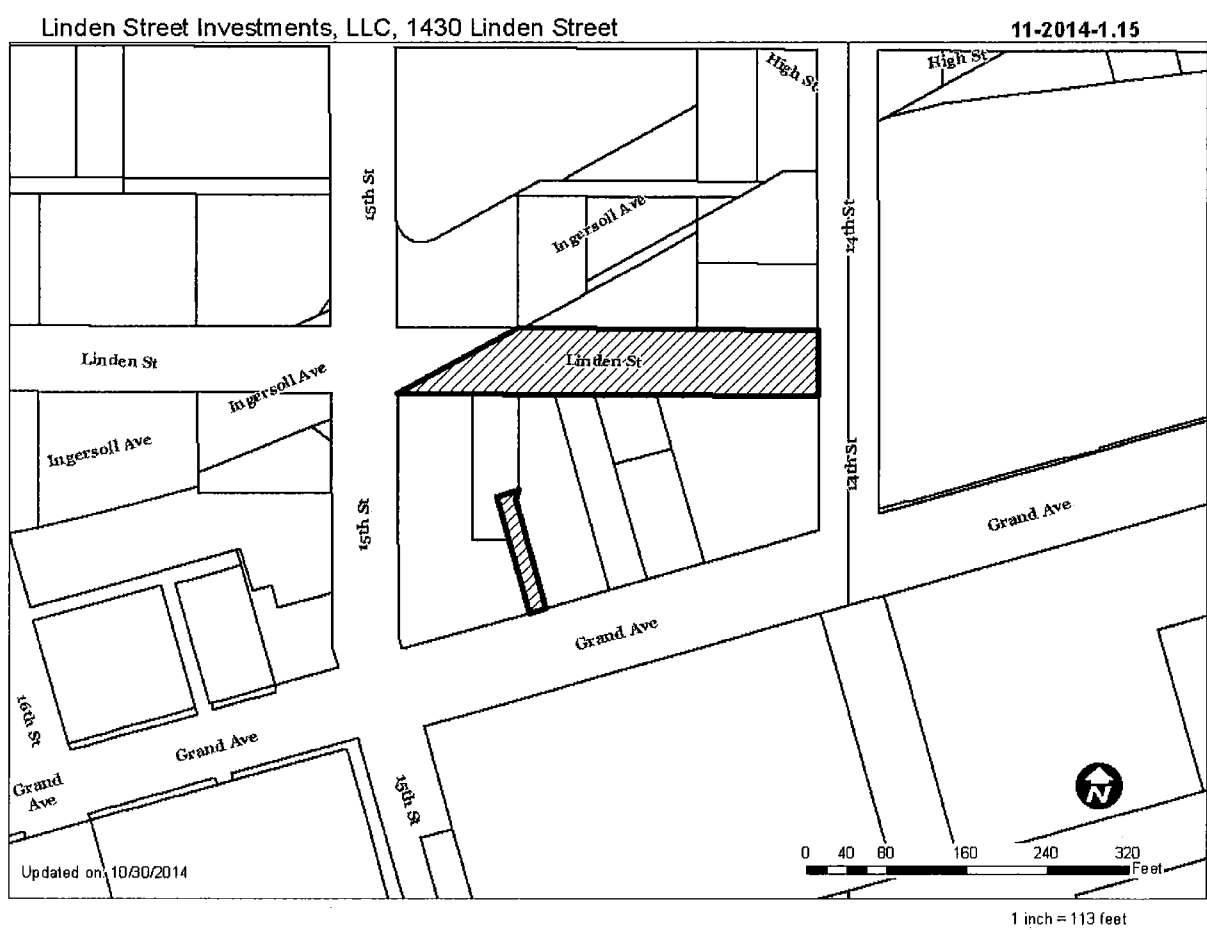 Linden Street Investments, LLC, 1430 Linden Street
11-2014-1.15
High St
High St
15th St
Ingersoll Ave
14th St
Linden St
Linden St
Ingersoll Ave
Ingersoll Ave
14th St
15th St
Grand Ave
Grand Ave
16th St
Grand Ave
Grand
Ave
15th St
N
0 40 80 160 240 320
Feet
Updated on: 10/30/2014
1 inch = 113 feet